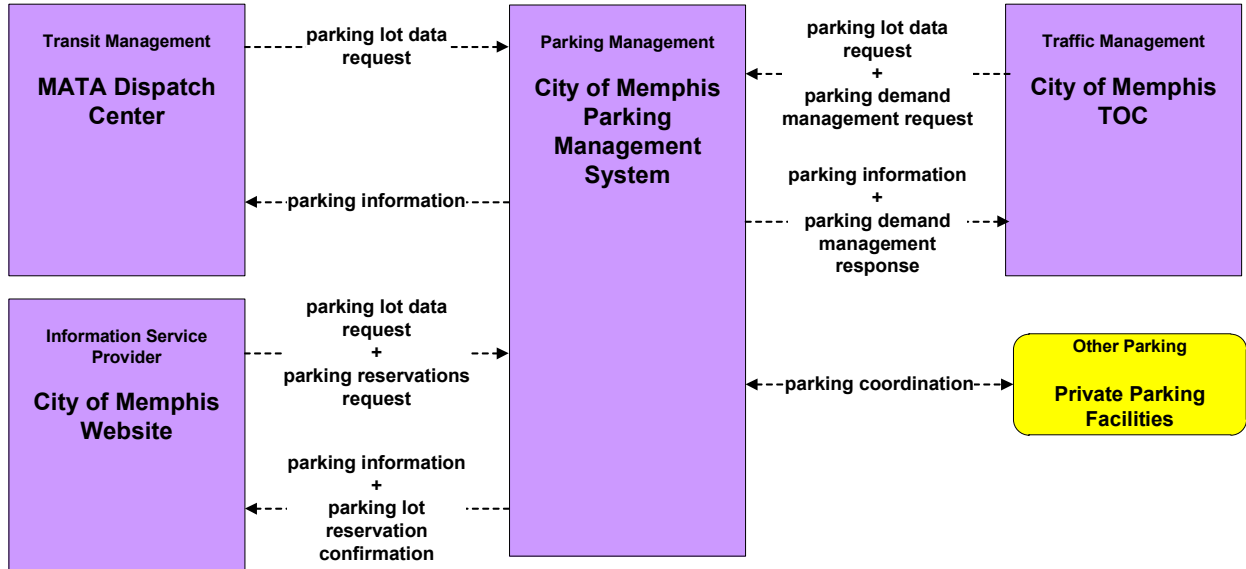 Transit Management
MATA Dispatch
Center
parking lot data
request
parking information
Parking Management
City of Memphis
Parking
Management
System
parking lot data
request
+
parking demand
management request
parking information
+
parking demand
management
response
Traffic Management
City of Memphis
TOC
Information Service
Provider
City of Memphis
Website
parking lot data
request
+
parking reservations
request
parking information
+
parking lot
reservation
confirmation
parking coordination
Other Parking
Private Parking
Facilities